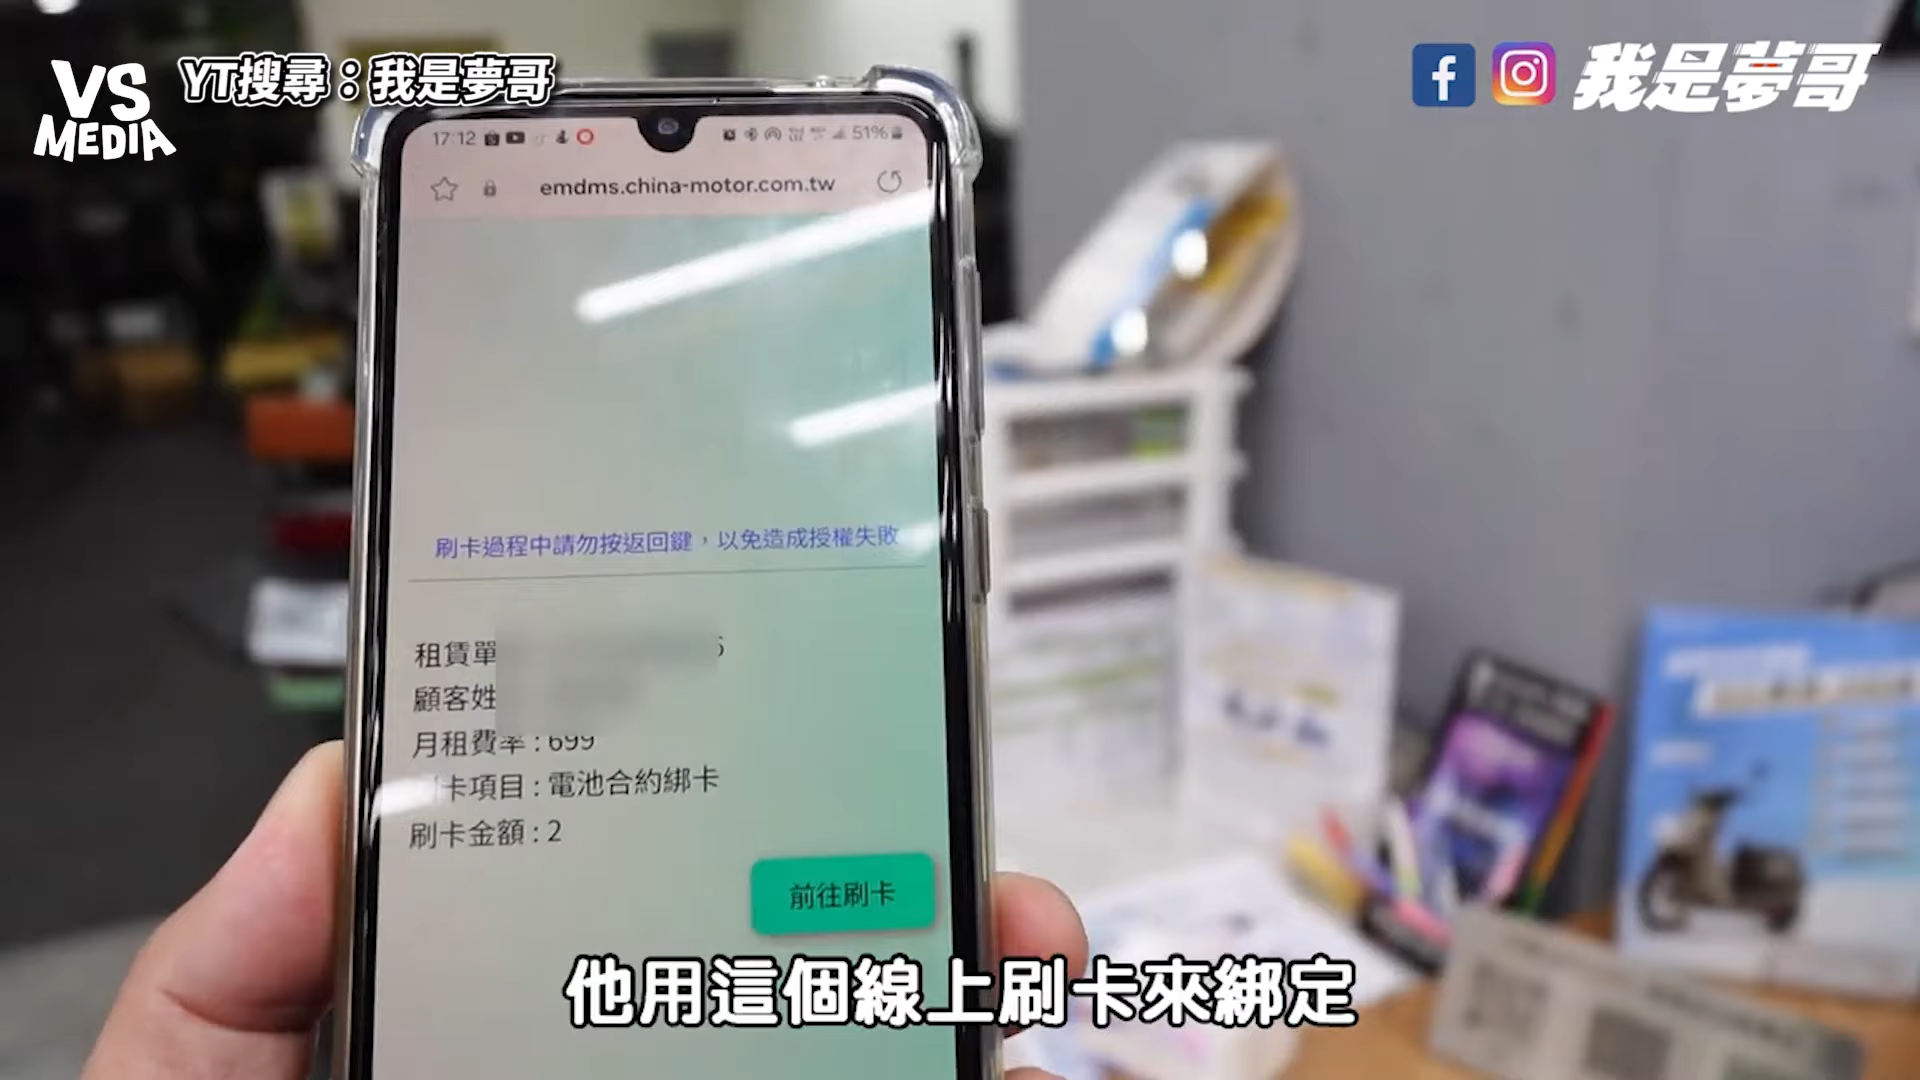 VS
MEDIA
YT搜尋：我是夢哥
我是夢哥
17:12
51%
emdms.china-motor.com.tw
刷卡過程中請勿按返回鍵，以免造成授權失敗
租賃單
顧客姓
月租費率：699
卡項目：電池合約綁卡
刷卡金額：2
前往刷卡
他用這個線上刷卡來綁定